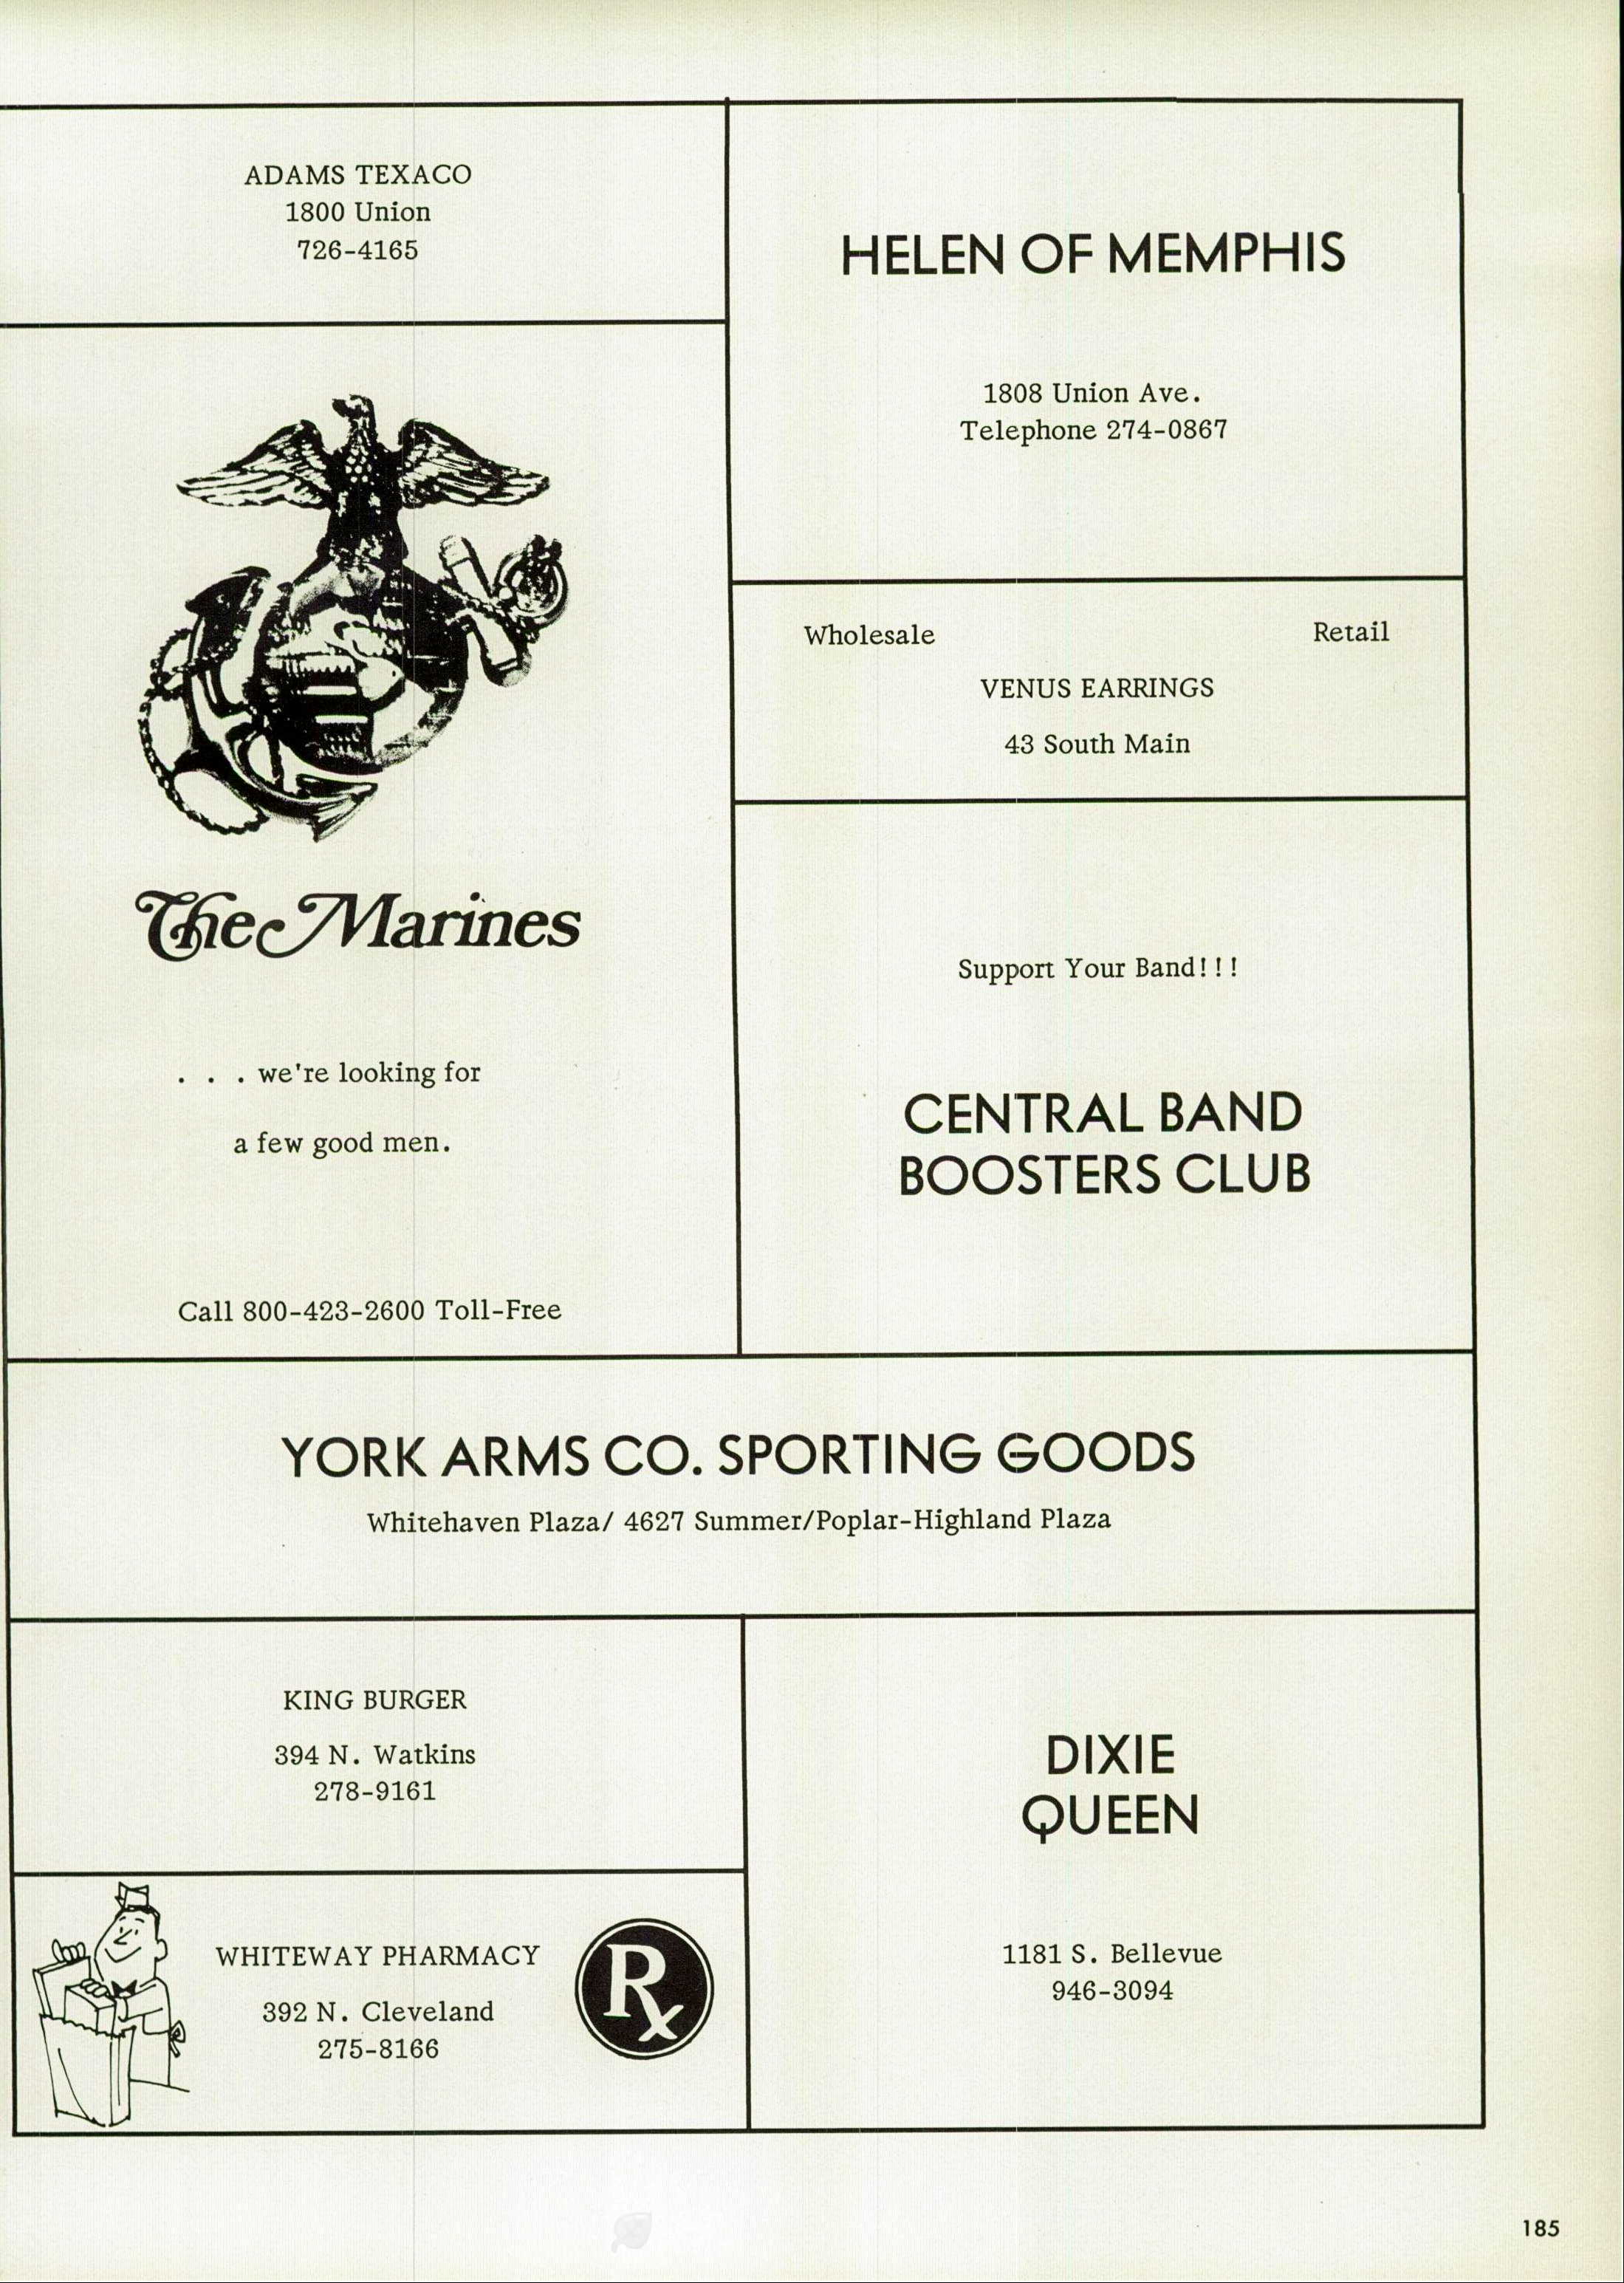 ADAMS TEXACO
1800 Union
726-4165
HELEN OF MEMPHIS
1808 Union Ave.
Telephone 274-0867
The Marines
. . . we're looking for
a few good men.
Call 800-423-2600 Toll-Free
Wholesale Retail
VENUS EARRINGS
43 South Main
Support Your Band!!!
CENTRAL BAND
BOOSTERS CLUB
YORK ARMS CO. SPORTING GOODS
Whitehaven Plaza/ 4627 Summer/Poplar-Highland Plaza
KING BURGER
394 N. Watkins
278-9161
WHITEWAY PHARMACY
392 N. Cleveland
275-8166
Rx
DIXIE
QUEEN
1181 S. Bellevue
946-3094
185